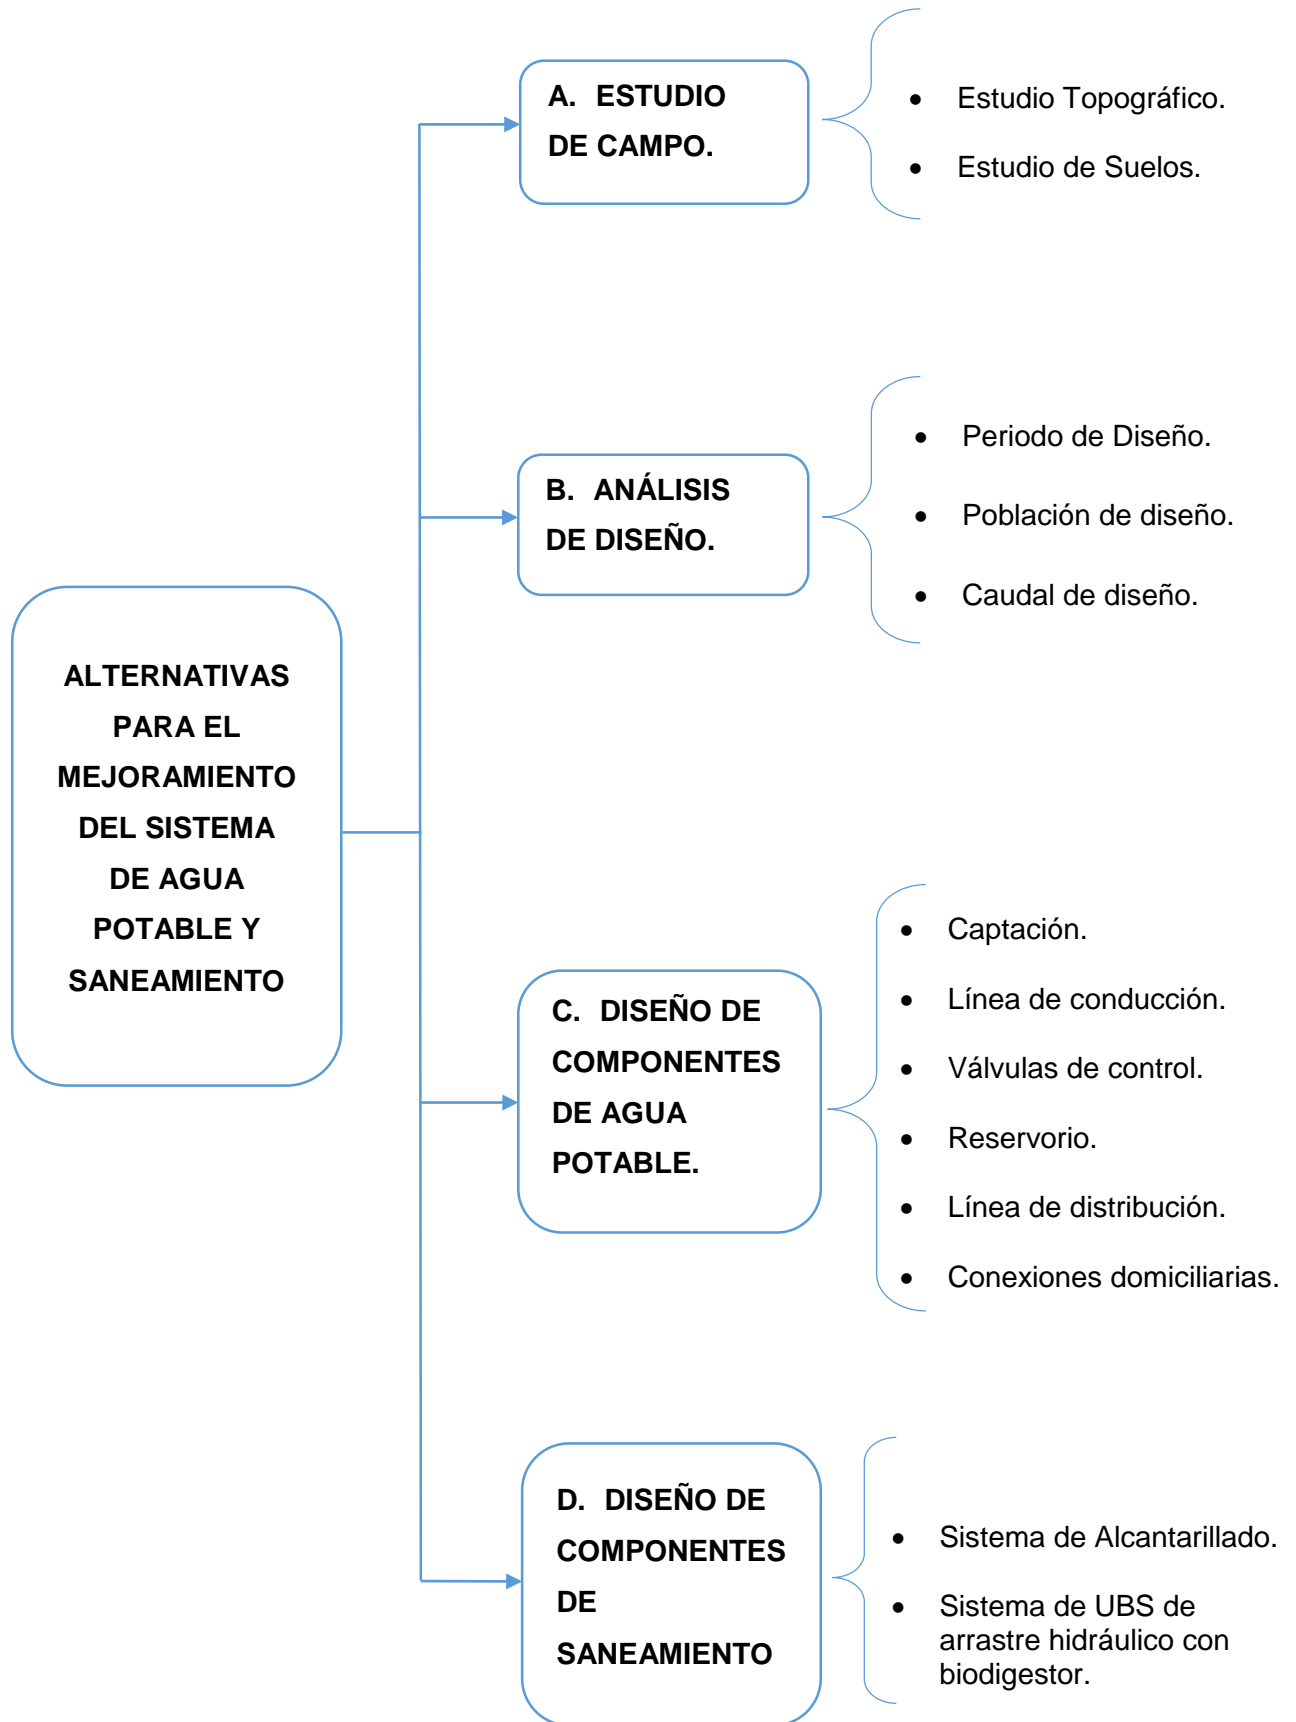 ALTERNATIVAS
PARA EL
MEJORAMIENTO
DEL SISTEMA
DE AGUA
POTABLE Y
SANEAMIENTO
A. ESTUDIO
DE CAMPO.
• Estudio Topográfico.
• Estudio de Suelos.
B. ANÁLISIS
DE DISEÑO.
• Periodo de Diseño.
• Población de diseño.
• Caudal de diseño.
C. DISEÑO DE
COMPONENTES
DE AGUA
POTABLE.
• Captación.
• Línea de conducción.
• Válvulas de control.
• Reservorio.
• Línea de distribución.
• Conexiones domiciliarias.
D. DISEÑO DE
COMPONENTES
DE
SANEAMIENTO
• Sistema de Alcantarillado.
• Sistema de UBS de
arrastre hidráulico con
biodigestor.